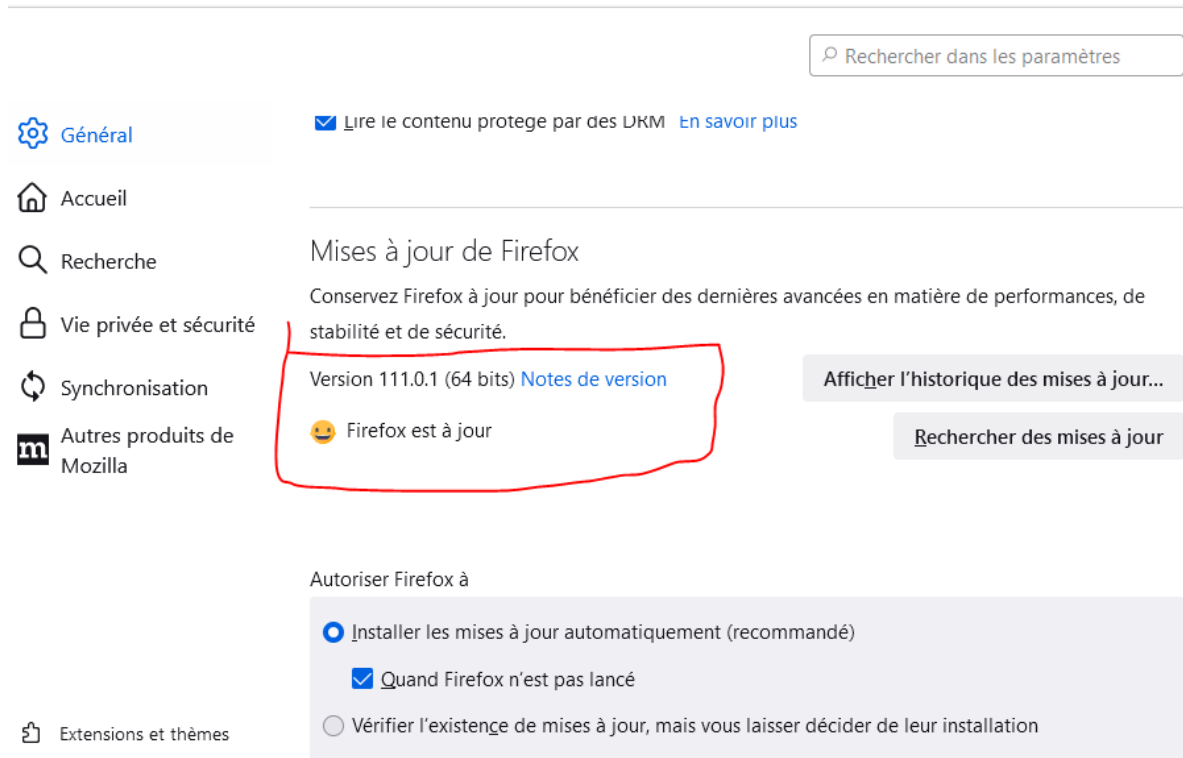 Rechercher dans les paramètres
Général
Lire le contenu protégé par des DRM En savoir plus
Accueil
Recherche
Mises à jour de Firefox
Conservez Firefox à jour pour bénéficier des dernières avancées en matière de performances, de
stabilité et de sécurité.
Vie privée et sécurité
Version 111.0.1 (64 bits) Notes de version
Afficher l’historique des mises à jour...
Synchronisation
Firefox est à jour
Rechercher des mises à jour
Autres produits de
Mozilla
m
Autoriser Firefox à
Installer les mises à jour automatiquement (recommandé)
Quand Firefox n’est pas lancé
Vérifier l’existence de mises à jour, mais vous laisser décider de leur installation
Extensions et thèmes